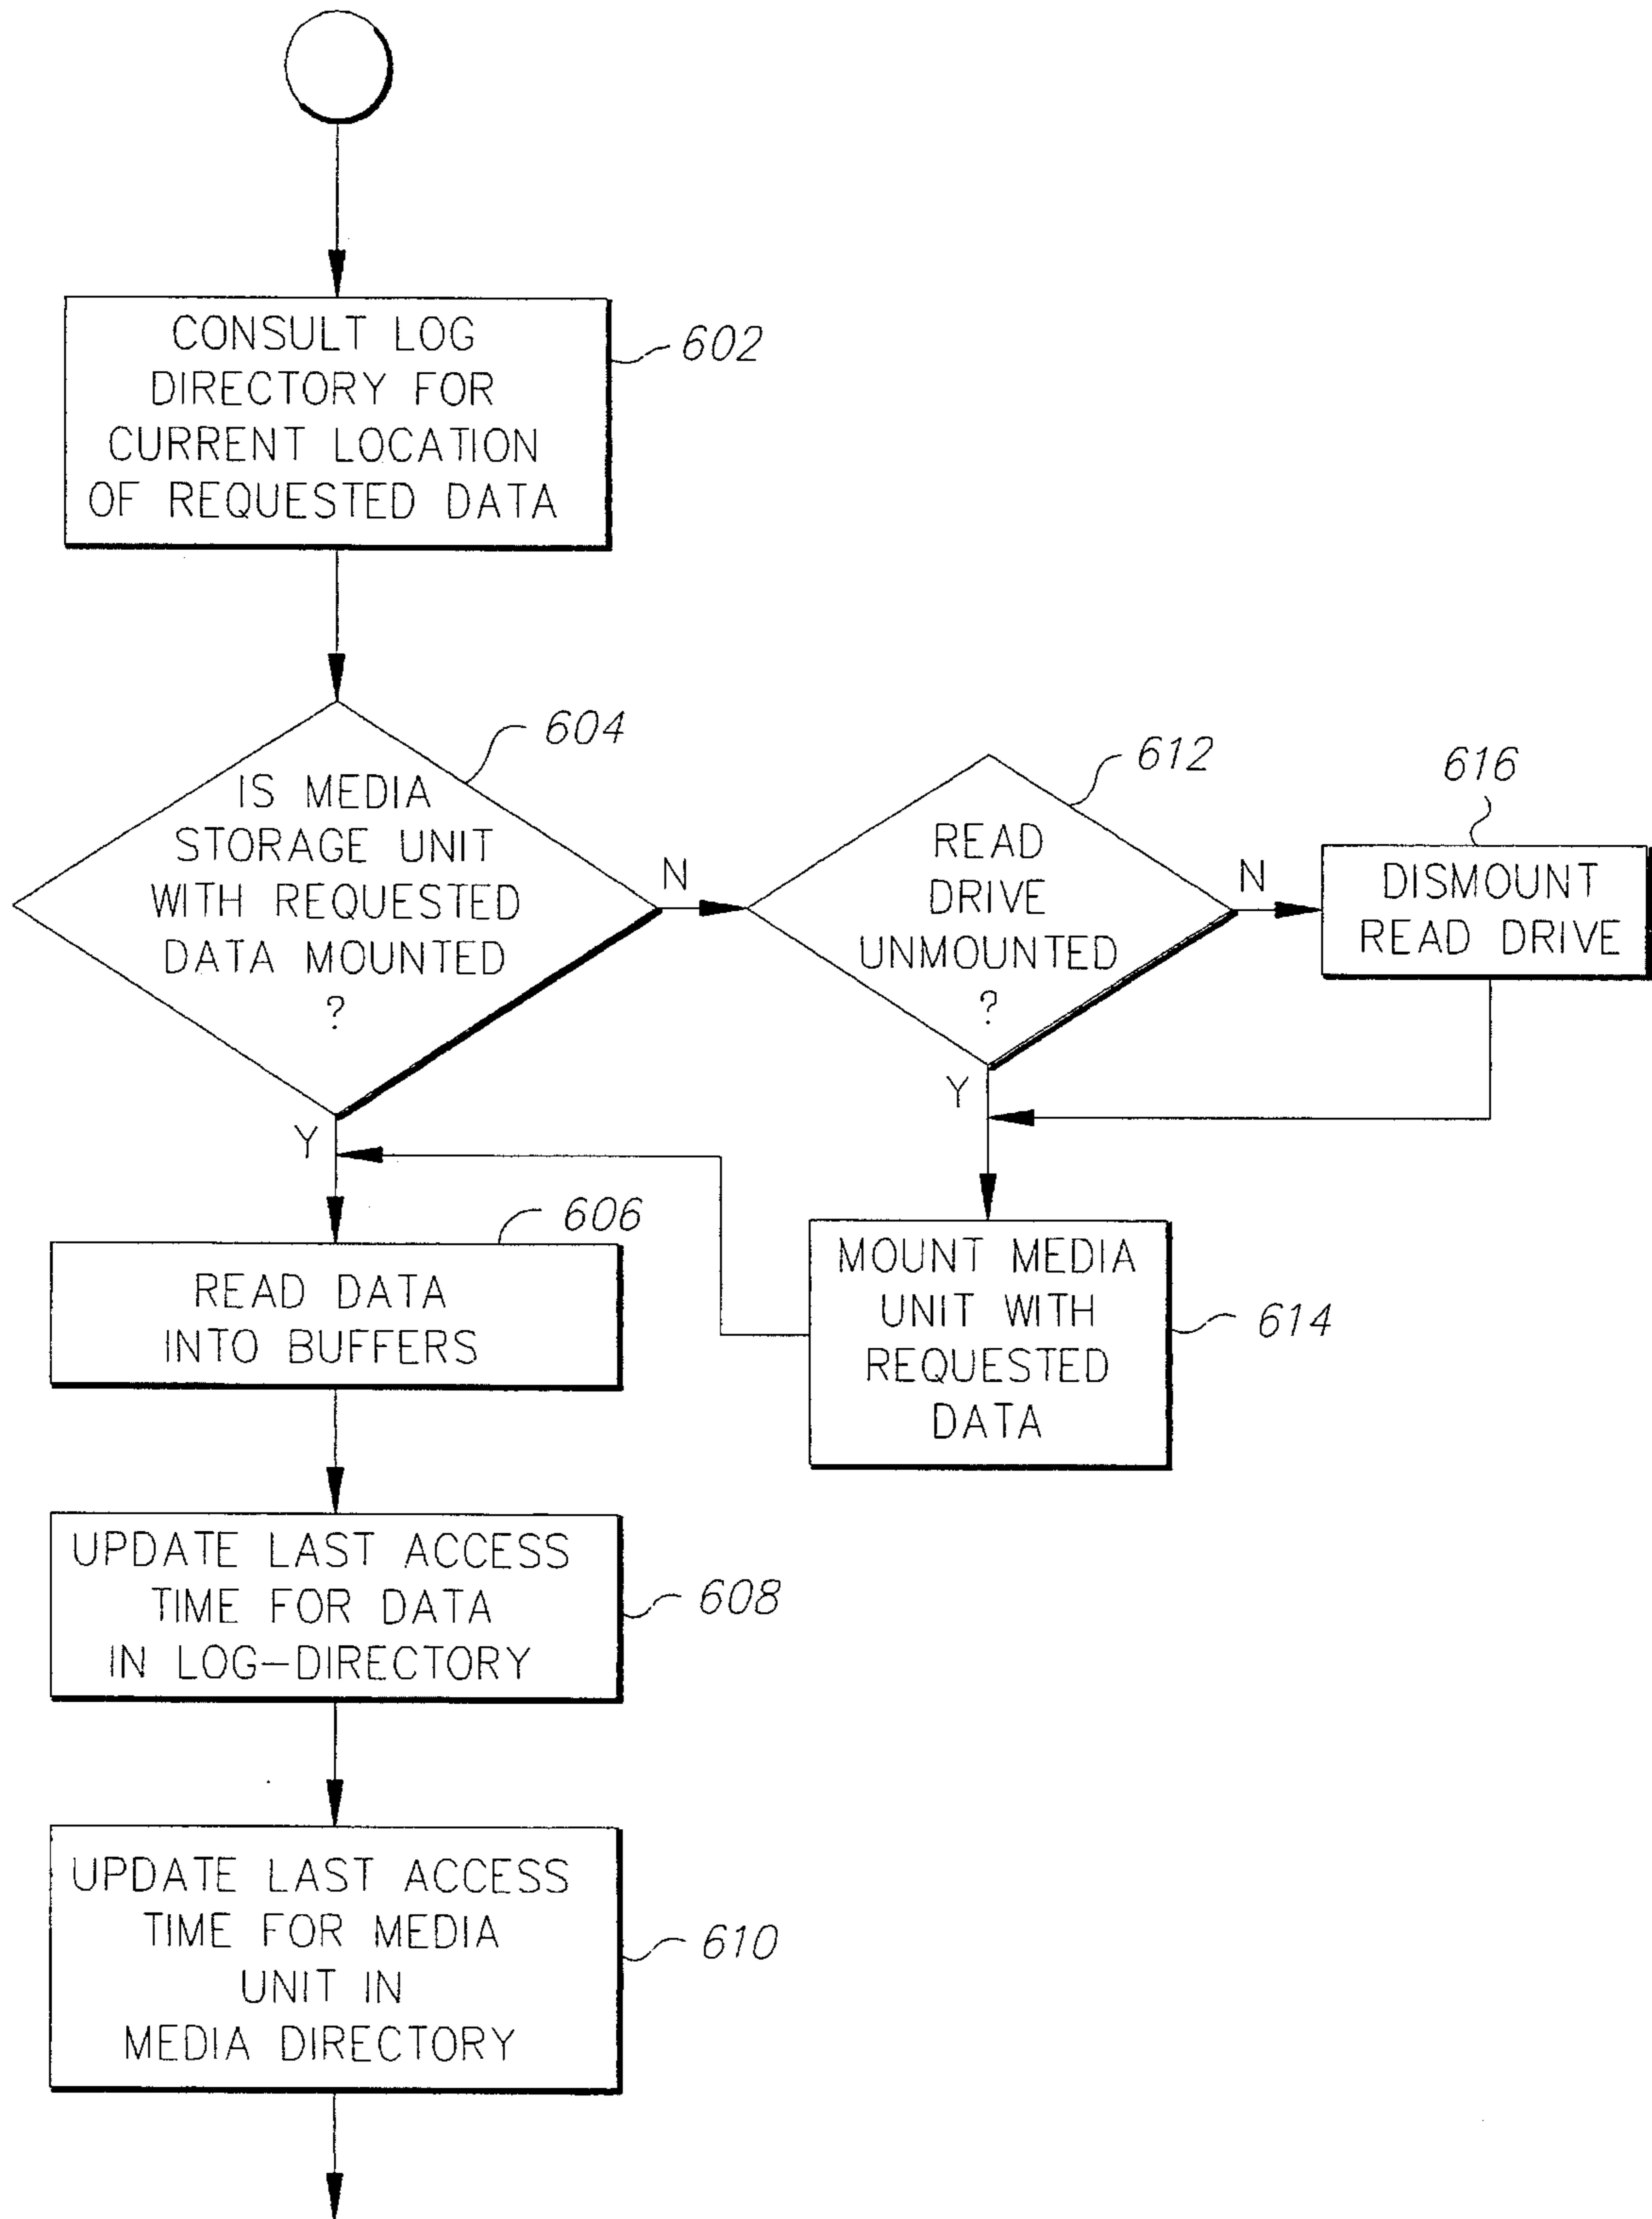 CONSULT LOG
DIRECTORY FOR
CURRENT LOCATION
OF REQUESTED DATA
602
604
IS MEDIA
STORAGE UNIT
WITH REQUESTED
DATA MOUNTED
?
N
Y
612
READ
DRIVE
UNMOUNTED
?
N
Y
616
DISMOUNT
READ DRIVE
606
READ DATA
INTO BUFFERS
MOUNT MEDIA
UNIT WITH
REQUESTED
DATA
614
UPDATE LAST ACCESS
TIME FOR DATA
IN LOG-DIRECTORY
608
UPDATE LAST ACCESS
TIME FOR MEDIA
UNIT IN
MEDIA DIRECTORY
610